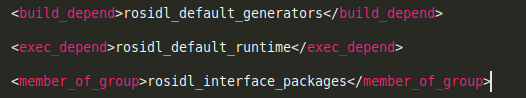 <build_depend>rosidl_default_generators</build_depend>
<exec_depend>rosidl_default_runtime</exec_depend>
<member_of_group>rosidl_interface_packages</member_of_group>